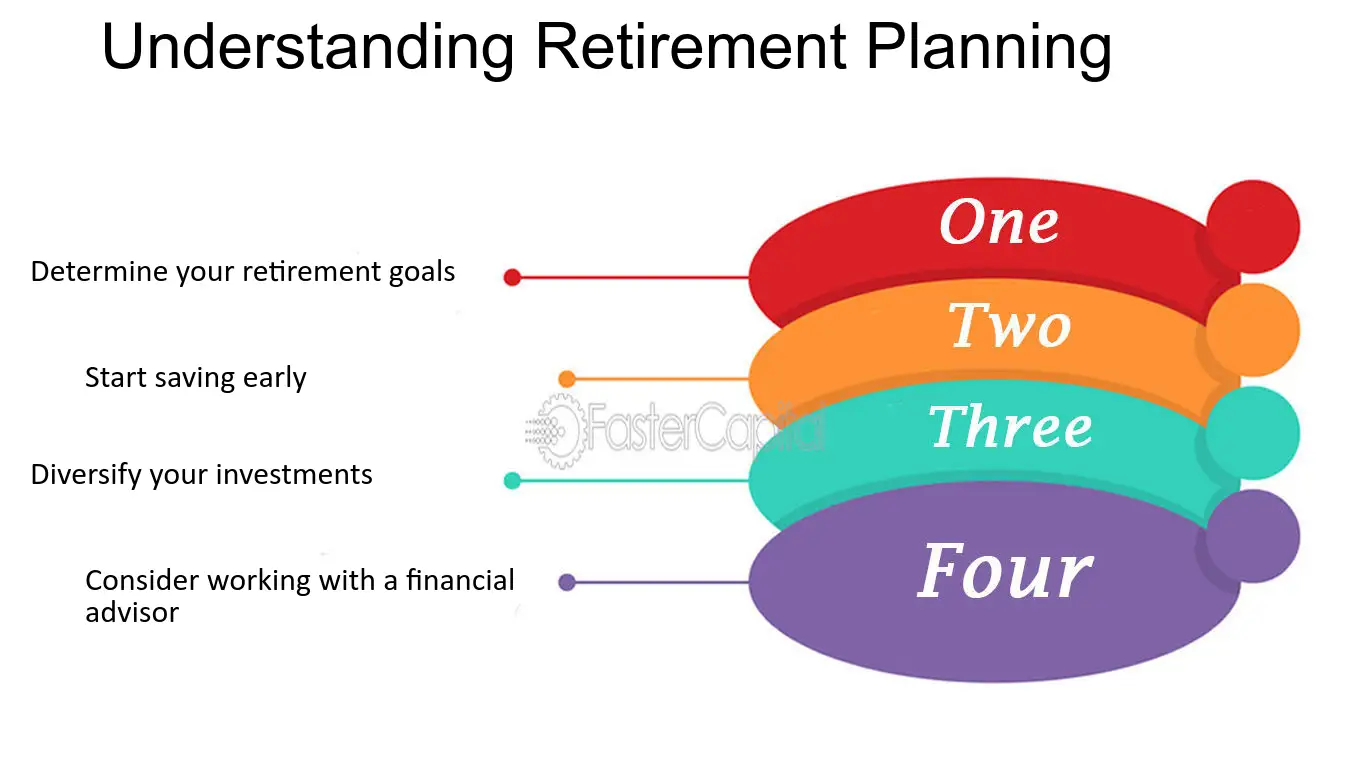 Understanding Retirement Planning
One
Determine your retirement goals
Two
Start saving early
FasterCapital
Three
Diversify your investments
Four
Consider working with a financial
advisor